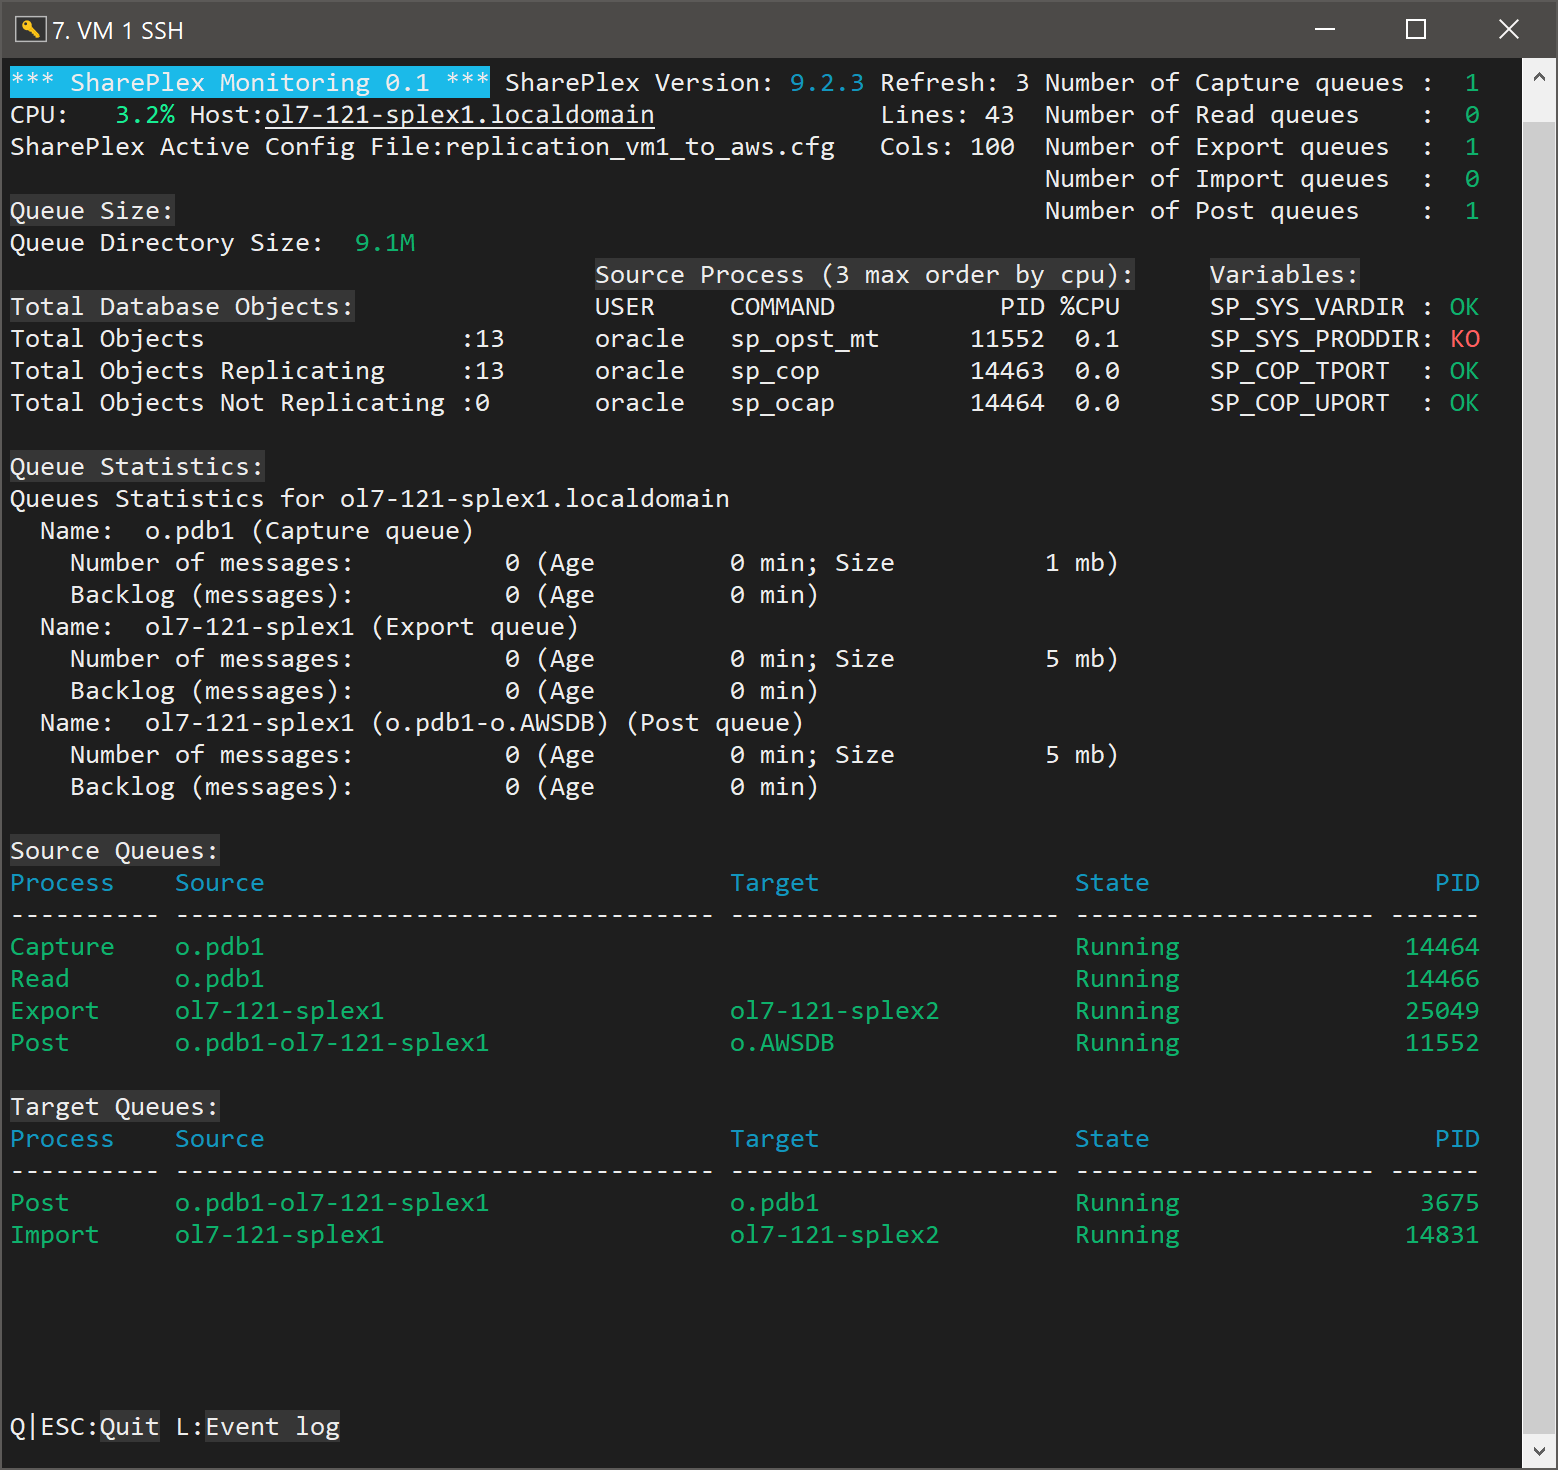 7. VM 1 SSH
*** SharePlex Monitoring 0.1 *** SharePlex Version: 9.2.3 Refresh: 3 Number of Capture queues : 1
CPU: 3.2% Host:ol7-121-splex1.localdomain Lines: 43 Number of Read queues : 0
SharePlex Active Config File:replication_vm1_to_aws.cfg Cols: 100 Number of Export queues : 1
Number of Import queues : 0
Queue Size: Number of Post queues : 1
Queue Directory Size: 9.1M
Source Process (3 max order by cpu): Variables:
Total Database Objects: USER COMMAND PID %CPU SP_SYS_VARDIR : OK
Total Objects :13 oracle sp_opst_mt 11552 0.1 SP_SYS_PRODDIR: KO
Total Objects Replicating :13 oracle sp_cop 14463 0.0 SP_COP_TPORT : OK
Total Objects Not Replicating :0 oracle sp_ocap 14464 0.0 SP_COP_UPORT : OK
Queue Statistics:
Queues Statistics for ol7-121-splex1.localdomain
Name: o.pdb1 (Capture queue)
Number of messages: 0 (Age 0 min; Size 1 mb)
Backlog (messages): 0 (Age 0 min)
Name: ol7-121-splex1 (Export queue)
Number of messages: 0 (Age 0 min; Size 5 mb)
Backlog (messages): 0 (Age 0 min)
Name: ol7-121-splex1 (o.pdb1-o.AWSDB) (Post queue)
Number of messages: 0 (Age 0 min; Size 5 mb)
Backlog (messages): 0 (Age 0 min)
Source Queues:
Process Source Target State PID
---------- ------------------------------------ ---------------------- -------------------- ------
Capture o.pdb1 Running 14464
Read o.pdb1 Running 14466
Export ol7-121-splex1 ol7-121-splex2 Running 25049
Post o.pdb1-ol7-121-splex1 o.AWSDB Running 11552
Target Queues:
Process Source Target State PID
---------- ------------------------------------ ---------------------- -------------------- ------
Post o.pdb1-ol7-121-splex1 o.pdb1 Running 3675
Import ol7-121-splex1 ol7-121-splex2 Running 14831
Q|ESC:Quit L:Event log